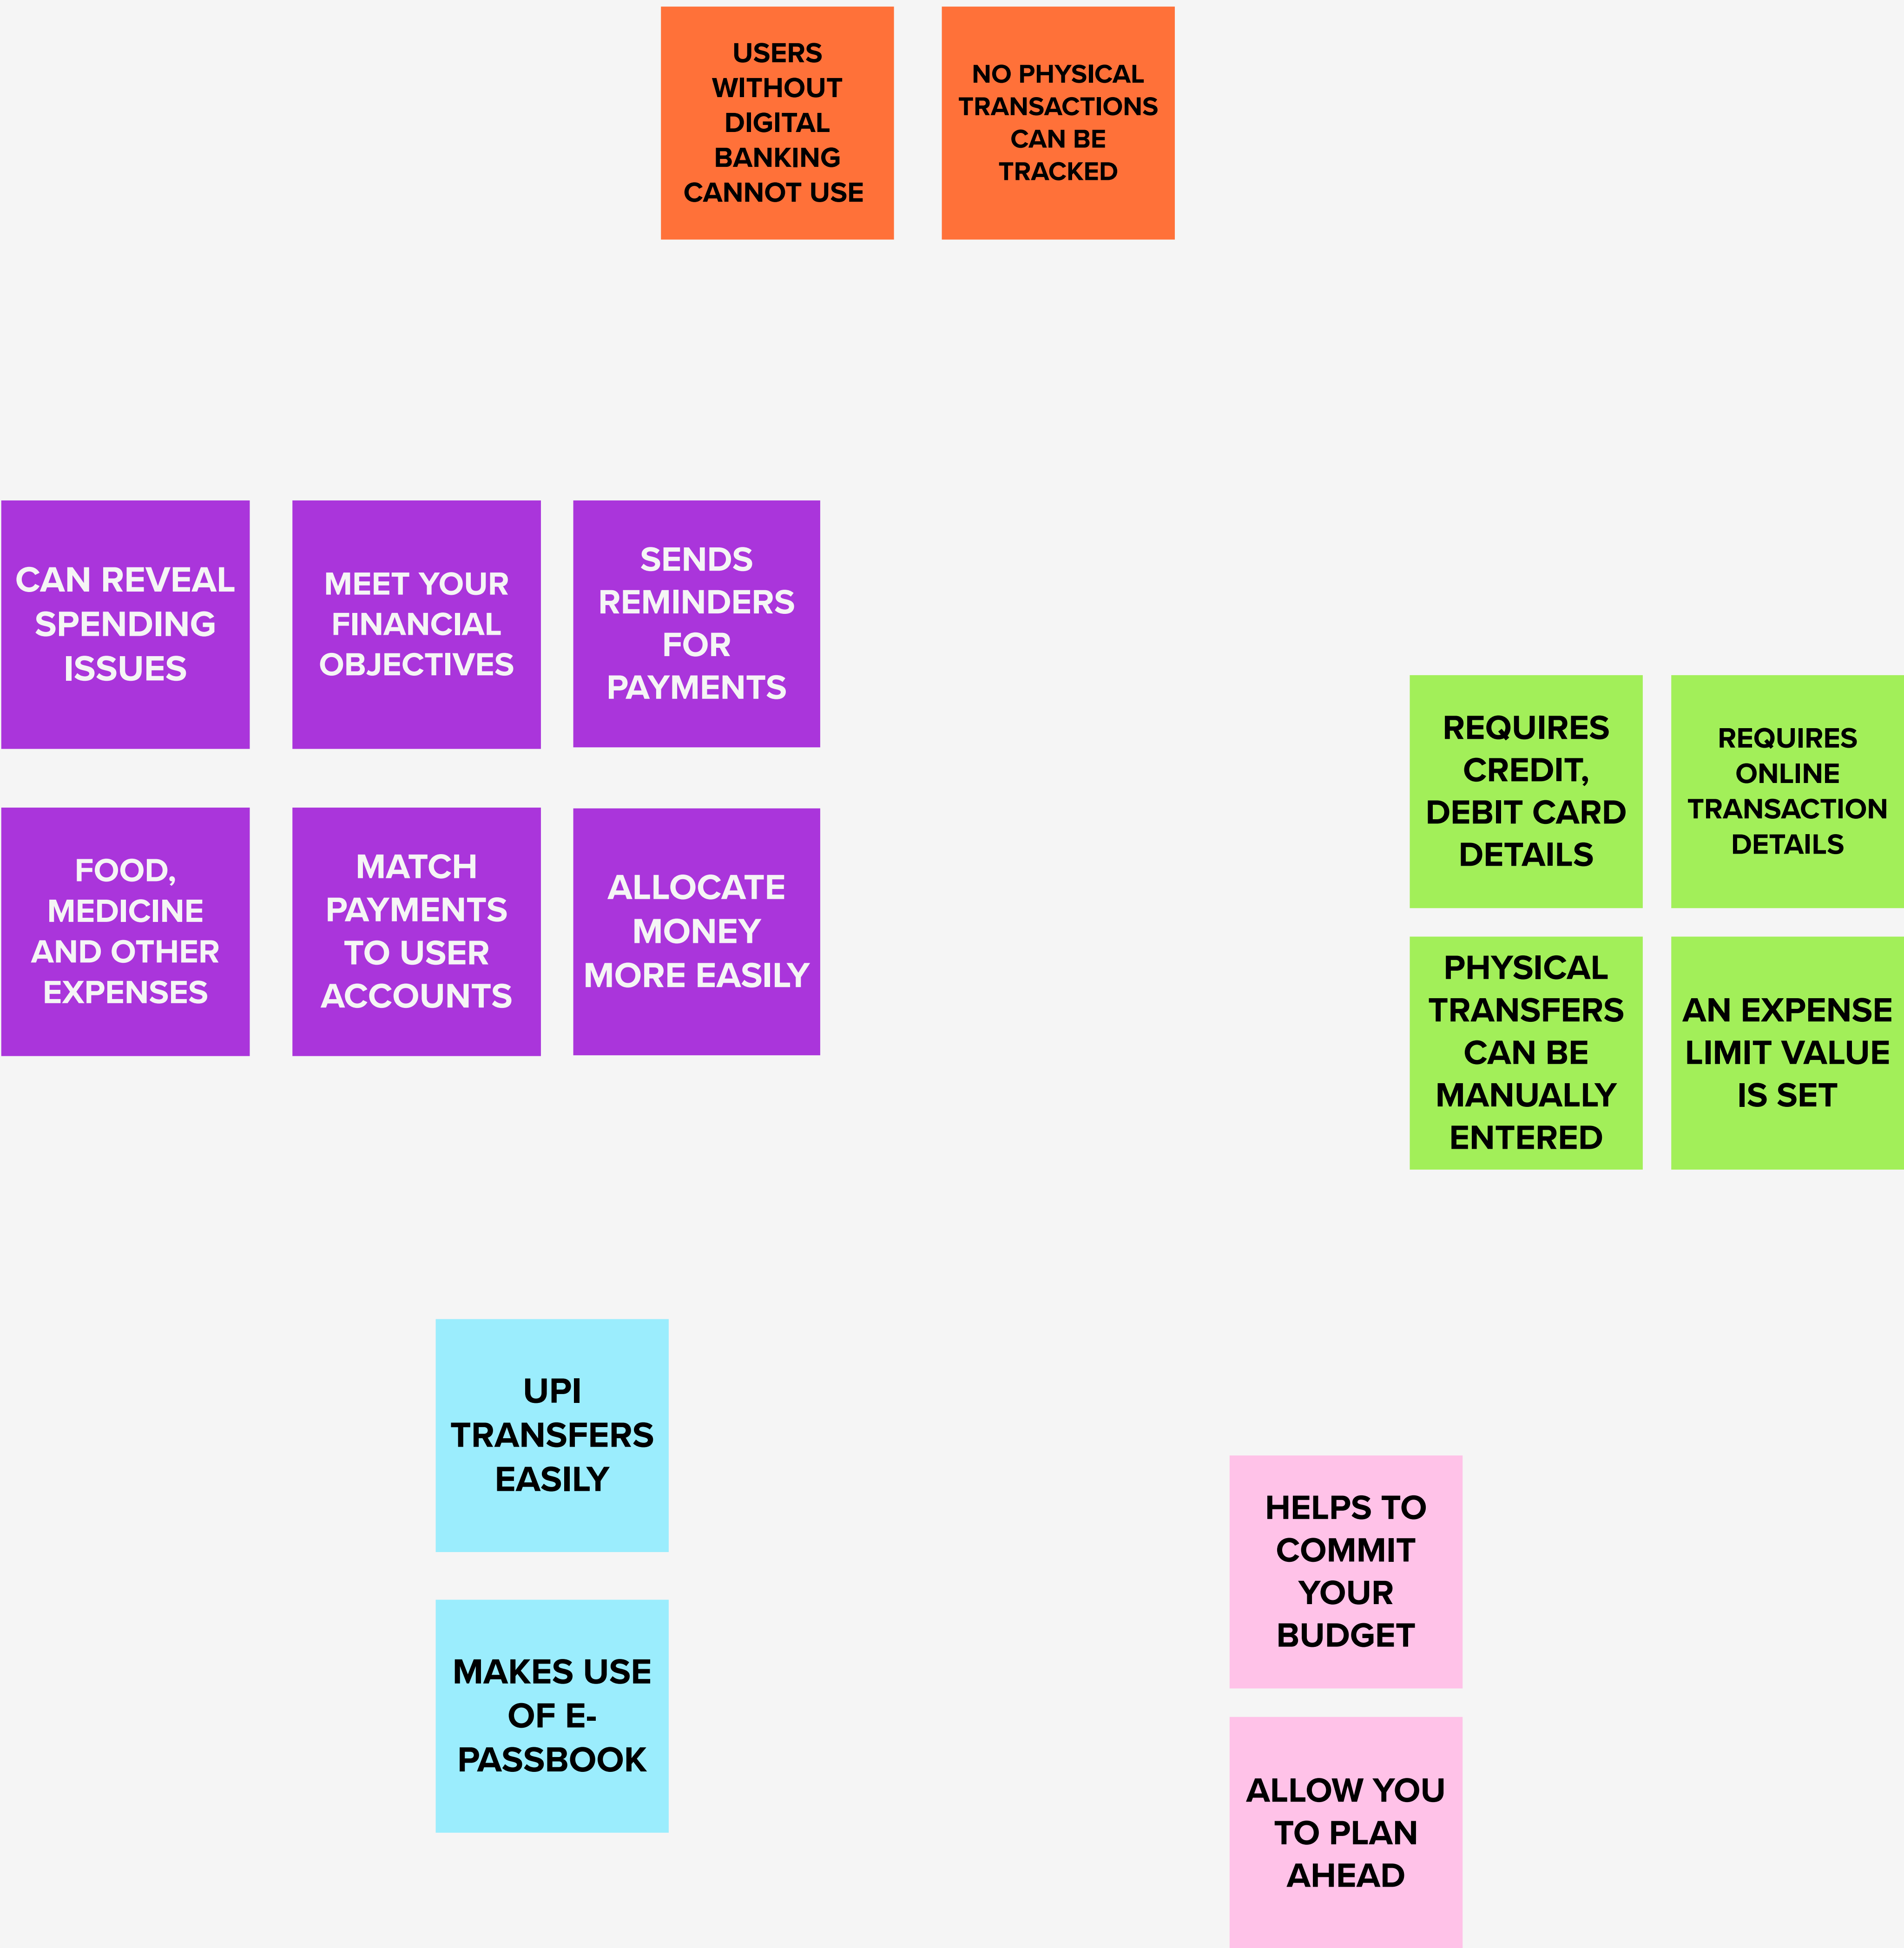 USERS
WITHOUT
DIGITAL
BANKING
CANNOT USE
NO PHYSICAL
TRANSACTIONS
CAN BE
TRACKED
CAN REVEAL
SPENDING
ISSUES
MEET YOUR
FINANCIAL
OBJECTIVES
SENDS
REMINDERS
FOR
PAYMENTS
FOOD,
MEDICINE
AND OTHER
EXPENSES
MATCH
PAYMENTS
TO USER
ACCOUNTS
ALLOCATE
MONEY
MORE EASILY
REQUIRES
CREDIT,
DEBIT CARD
DETAILS
REQUIRES
ONLINE
TRANSACTION
DETAILS
PHYSICAL
TRANSFERS
CAN BE
MANUALLY
ENTERED
AN EXPENSE
LIMIT VALUE
IS SET
UPI
TRANSFERS
EASILY
MAKES USE
OF E-
PASSBOOK
HELPS TO
COMMIT
YOUR
BUDGET
ALLOW YOU
TO PLAN
AHEAD